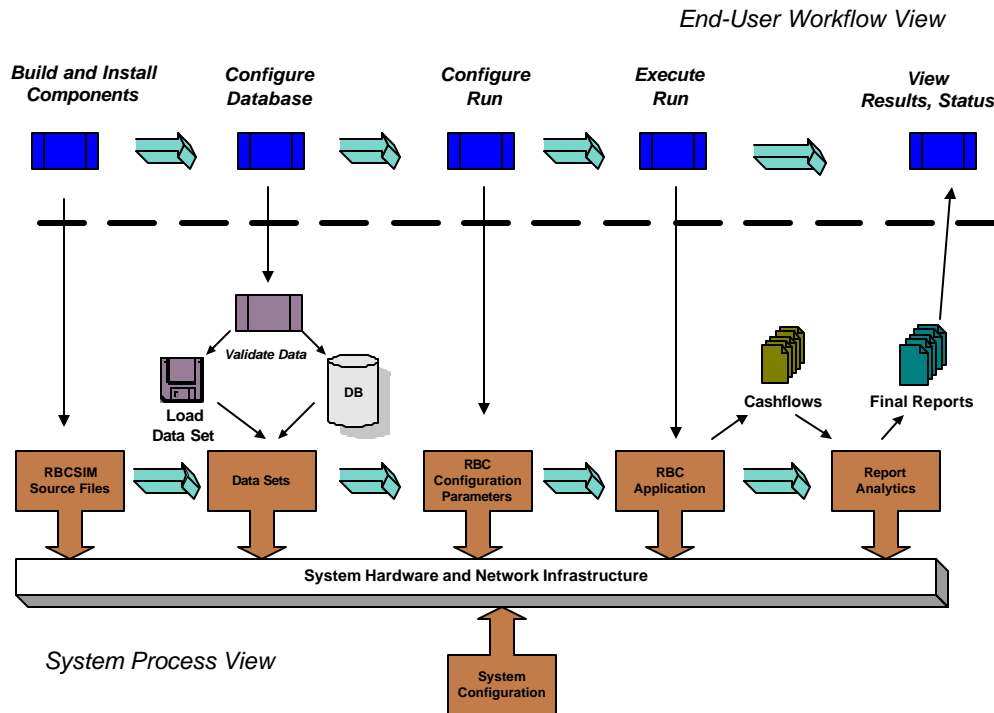 End-User Workflow View
Build and Install
Components
Configure
Database
Configure
Run
Execute
Run
View
Results, Status
Validate Data
Load
Data Set
DB
Cashflows
Final Reports
RBCSIM
Source Files
Data Sets
RBC
Configuration
Parameters
RBC
Application
Report
Analytics
System Hardware and Network Infrastructure
System Process View
System
Configuration